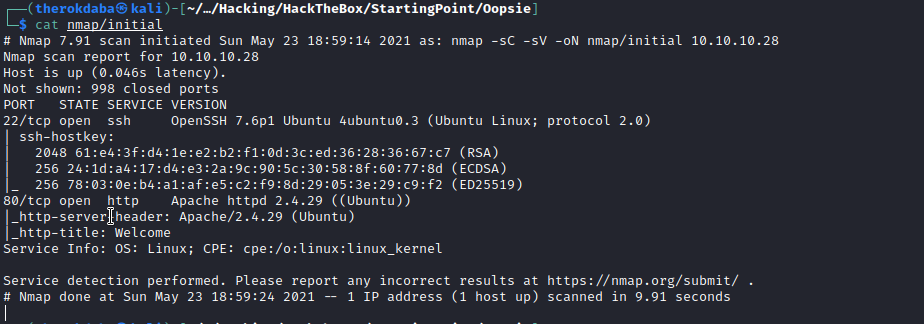 ┌──(therokdaba㉿kali)-[~/…/Hacking/HackTheBox/StartingPoint/Oopsie]
└─$ cat nmap/initial
# Nmap 7.91 scan initiated Sun May 23 18:59:14 2021 as: nmap -sC -sV -oN nmap/initial 10.10.10.28
Nmap scan report for 10.10.10.28
Host is up (0.046s latency).
Not shown: 998 closed ports
PORT   STATE SERVICE VERSION
22/tcp open  ssh     OpenSSH 7.6p1 Ubuntu 4ubuntu0.3 (Ubuntu Linux; protocol 2.0)
| ssh-hostkey:
|   2048 61:e4:3f:d4:1e:e2:b2:f1:0d:3c:ed:36:28:36:67:c7 (RSA)
|   256 24:1d:a4:17:d4:e3:2a:9c:90:5c:30:58:8f:60:77:8d (ECDSA)
|_  256 78:03:0e:b4:a1:af:e5:c2:f9:8d:29:05:3e:29:c9:f2 (ED25519)
80/tcp open  http    Apache httpd 2.4.29 ((Ubuntu))
|_http-server-header: Apache/2.4.29 (Ubuntu)
|_http-title: Welcome
Service Info: OS: Linux; CPE: cpe:/o:linux:linux_kernel

Service detection performed. Please report any incorrect results at https://nmap.org/submit/ .
# Nmap done at Sun May 23 18:59:24 2021 -- 1 IP address (1 host up) scanned in 9.91 seconds